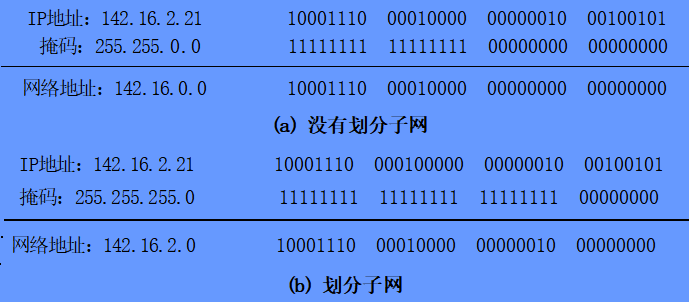 IP地址：142.16.2.21 10001110 00010000 00000010 00100101
掩码：255.255.0.0 11111111 11111111 00000000 00000000
网络地址：142.16.0.0 10001110 00010000 00000000 00000000
(a) 没有划分子网
IP地址：142.16.2.21 10001110 000100000 00000010 00100101
掩码：255.255.255.0 11111111 11111111 11111111 00000000
网络地址：142.16.2.0 10001110 00010000 00000010 00000000
(b) 划分子网